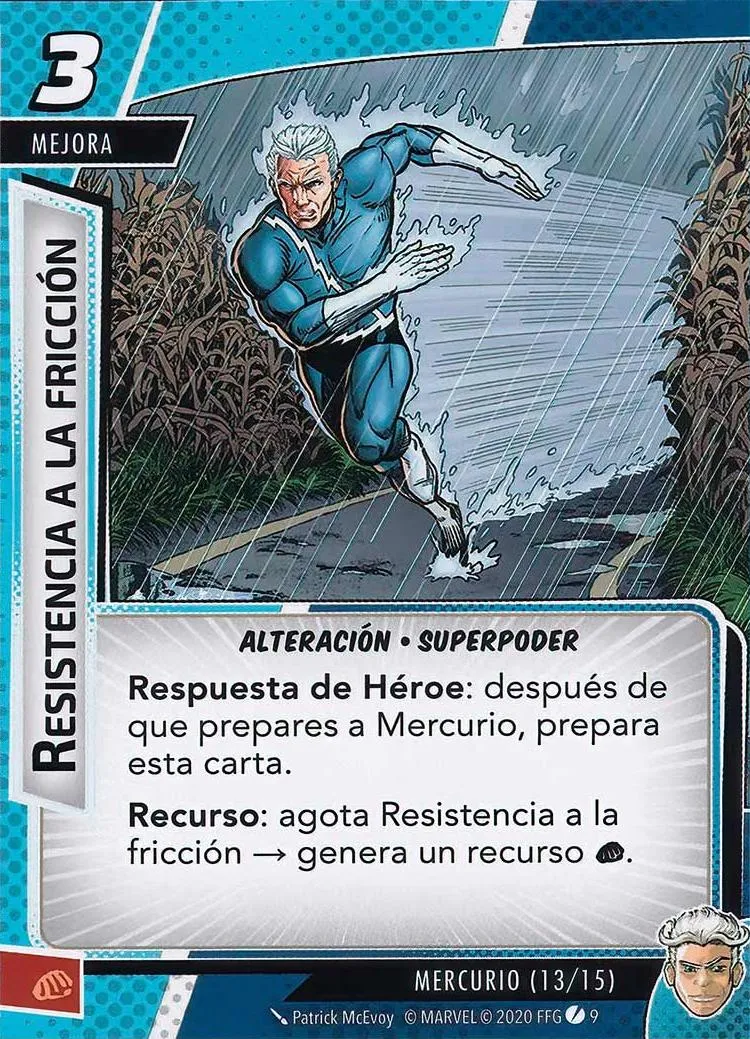 3
MEJORA
RESISTENCIA A LA FRICCIÓN
ALTERACIÓN • SUPERPODER
Respuesta de Héroe: después de
que prepares a Mercurio, prepara
esta carta.
Recurso: agota Resistencia a la
fricción → genera un recurso .
MERCURIO (13/15)
Patrick McEvoy © MARVEL © 2020 FFG 9